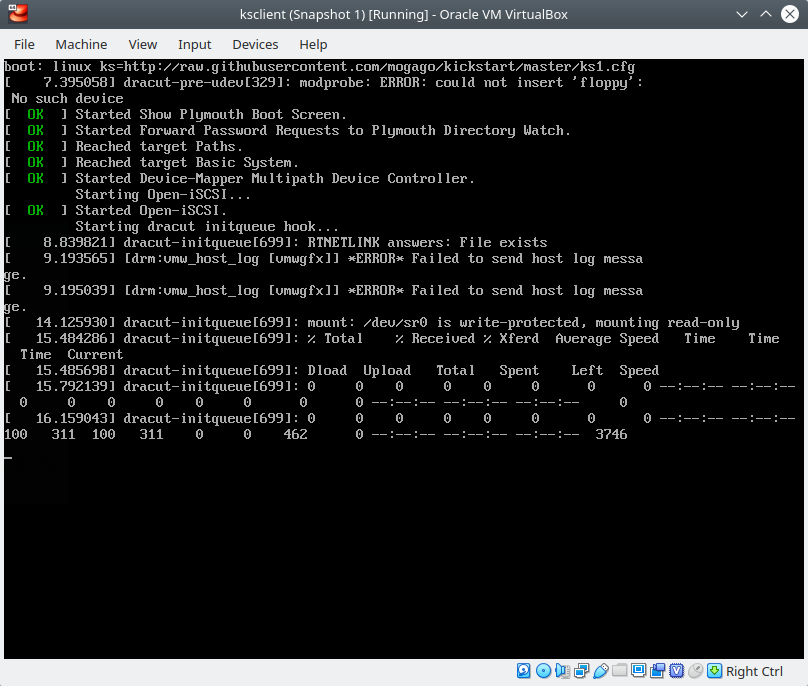 ksclient (Snapshot 1) [Running] - Oracle VM VirtualBox
File Machine View Input Devices Help
boot: linux ks=http://raw.githubusercontent.com/mogago/kickstart/master/ks1.cfg
[    7.395058] dracut-pre-udev[329]: modprobe: ERROR: could not insert 'floppy':
 No such device
[  OK  ] Started Show Plymouth Boot Screen.
[  OK  ] Started Forward Password Requests to Plymouth Directory Watch.
[  OK  ] Reached target Paths.
[  OK  ] Reached target Basic System.
[  OK  ] Started Device-Mapper Multipath Device Controller.
         Starting Open-iSCSI...
[  OK  ] Started Open-iSCSI.
         Starting dracut initqueue hook...
[    8.839821] dracut-initqueue[699]: RTNETLINK answers: File exists
[    9.193565] [drm:vmw_host_log [vmwgfx]] *ERROR* Failed to send host log messa
ge.
[    9.195039] [drm:vmw_host_log [vmwgfx]] *ERROR* Failed to send host log messa
ge.
[   14.125930] dracut-initqueue[699]: mount: /dev/sr0 is write-protected, mounting read-only
[   15.484286] dracut-initqueue[699]: % Total    % Received % Xferd  Average Speed   Time    Time
  Time  Current
[   15.485698] dracut-initqueue[699]: Dload  Upload   Total   Spent    Left  Speed
[   15.792139] dracut-initqueue[699]: 0     0    0     0    0     0      0      0 --:--:-- --:--:--
  0     0    0     0    0     0      0      0 --:--:-- --:--:-- --:--:--     0
[   16.159043] dracut-initqueue[699]: 0     0    0     0    0     0      0      0 --:--:-- --:--:--
100   311  100   311    0     0    462      0 --:--:-- --:--:-- --:--:--  3746
_
Right Ctrl